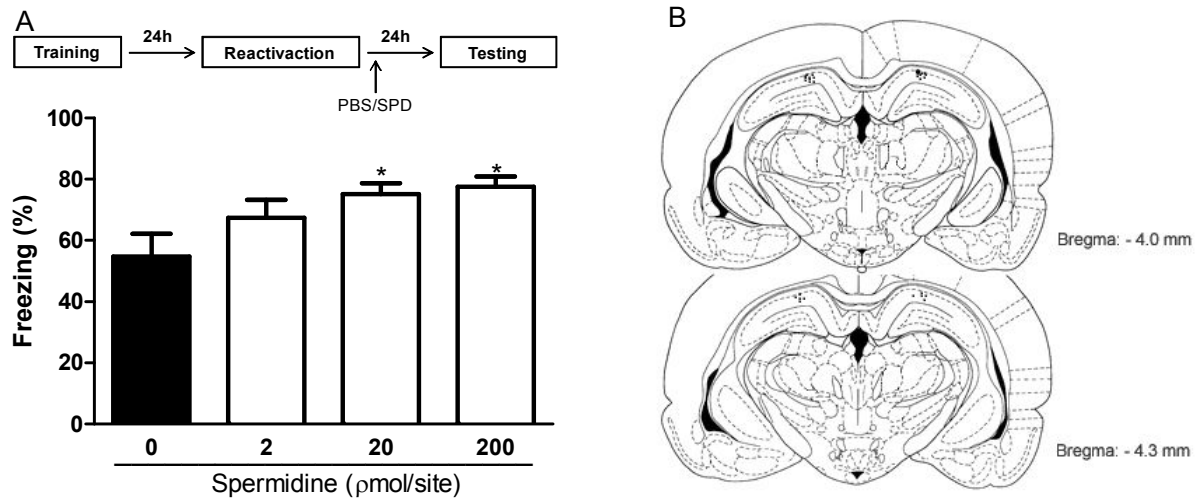 A
24h 24h
Training Reactivaction Testing
PBS/SPD
100
80
60
40
20
0
Freezing (%)
* *
0 2 20 200
Spermidine (ρmol/site)
B
Bregma: - 4.0 mm
Bregma: - 4.3 mm